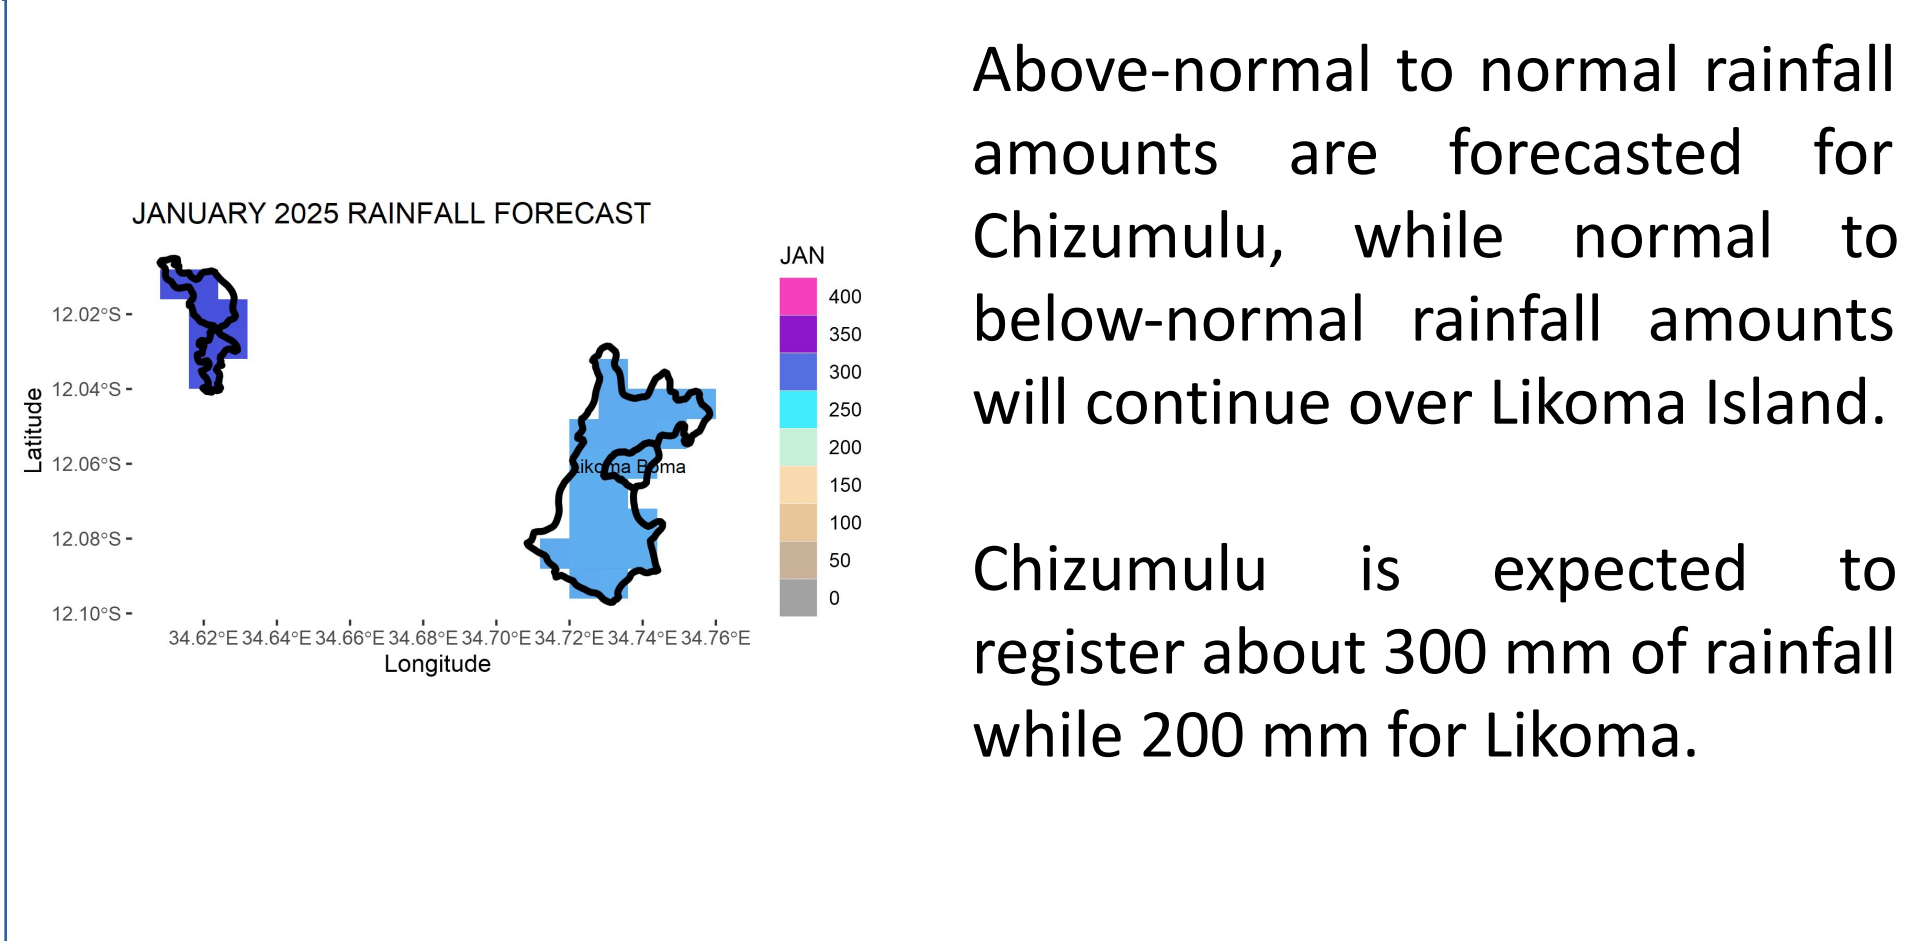 JANUARY 2025 RAINFALL FORECAST
Latitude
12.02°S
12.04°S
12.06°S
12.08°S
12.10°S
Likoma Boma
34.62°E 34.64°E 34.66°E 34.68°E 34.70°E 34.72°E 34.74°E 34.76°E
Longitude
JAN
400
350
300
250
200
150
100
50
0
Above-normal to normal rainfall
amounts are forecasted for
Chizumulu, while normal to
below-normal rainfall amounts
will continue over Likoma Island.
Chizumulu is expected to
register about 300 mm of rainfall
while 200 mm for Likoma.